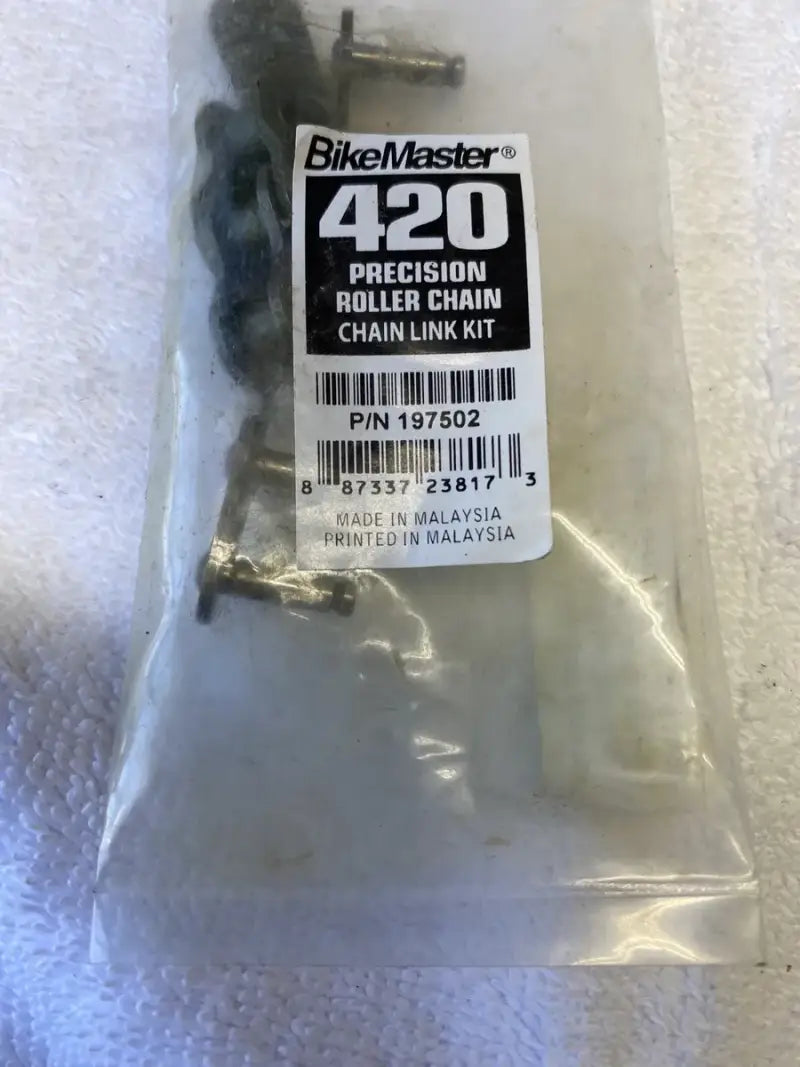 BikeMaster®
420
PRECISION
ROLLER CHAIN
CHAIN LINK KIT
P/N 197502
8 87337 23817 3
MADE IN MALAYSIA
PRINTED IN MALAYSIA